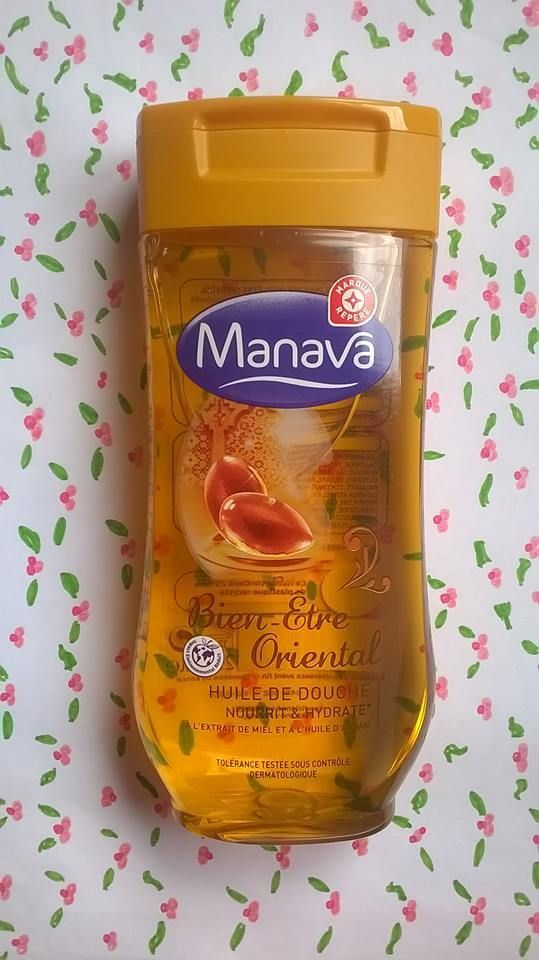 MARQUE
REPÈRE
Manava
Bien-Etre
Oriental
HUILE DE DOUCHE
NOURRIT & HYDRATE*
À L'EXTRAIT DE MIEL ET À L'HUILE D'ARGAN
TOLÉRANCE TESTÉE SOUS CONTRÔLE
DERMATOLOGIQUE